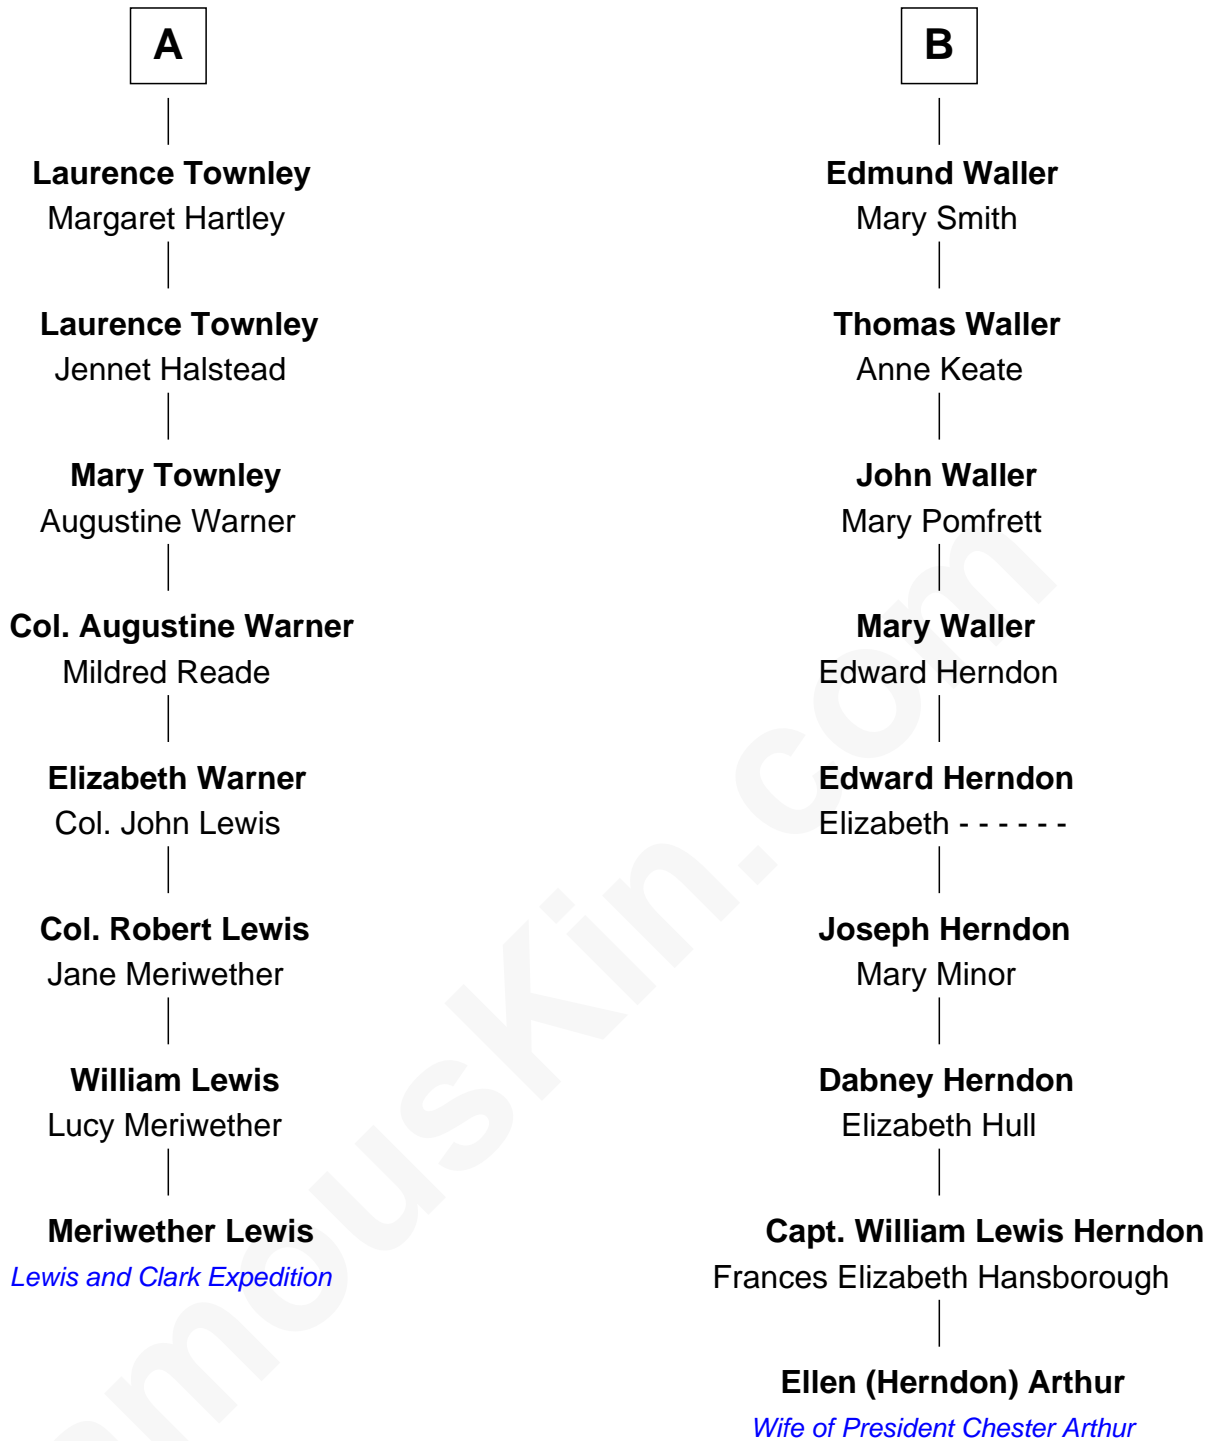 A
Laurence Townley
Margaret Hartley
Laurence Townley
Jennet Halstead
Mary Townley
Augustine Warner
Col. Augustine Warner
Mildred Reade
Elizabeth Warner
Col. John Lewis
Col. Robert Lewis
Jane Meriwether
William Lewis
Lucy Meriwether
Meriwether Lewis
Lewis and Clark Expedition
B
Edmund Waller
Mary Smith
Thomas Waller
Anne Keate
John Waller
Mary Pomfrett
Mary Waller
Edward Herndon
Edward Herndon
Elizabeth - - - - - -
Joseph Herndon
Mary Minor
Dabney Herndon
Elizabeth Hull
Capt. William Lewis Herndon
Frances Elizabeth Hansborough
Ellen (Herndon) Arthur
Wife of President Chester Arthur
amouskin.com